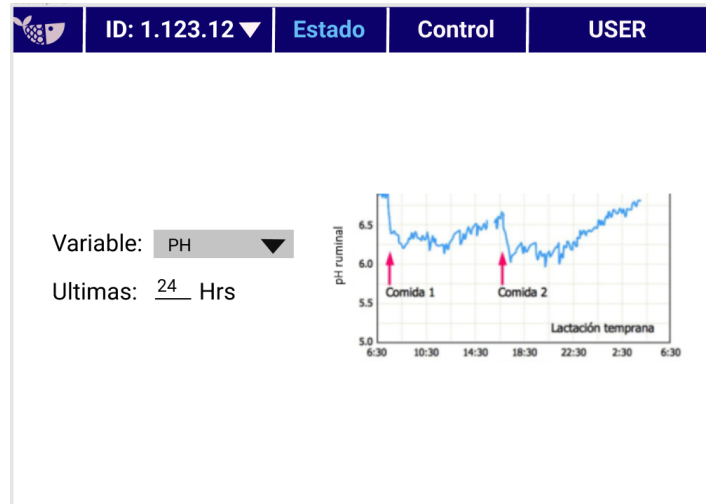 ID: 1.123.12 Estado Control USER
Variable: PH
Ultimas: 24 Hrs
pH ruminal
6.5
6.0
5.5
5.0
Comida 1 Comida 2
Lactación temprana
6:30 10:30 14:30 18:30 22:30 2:30 6:30